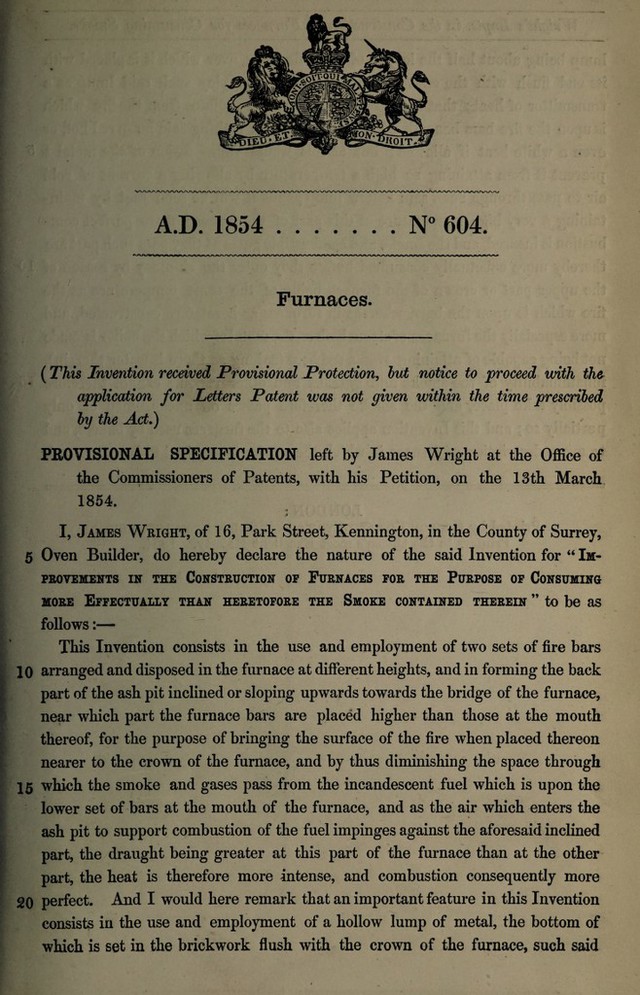 HONI SOIT QUI MAL
DIEU ET MON DROIT.
A.D. 1854 . . . . . . . Nº 604.
Furnaces.
(This Invention received Provisional Protection, but notice to proceed with the
application for Letters Patent was not given within the time prescribed
by the Act.)
PROVISIONAL SPECIFICATION left by James Wright at the Office of
the Commissioners of Patents, with his Petition, on the 13th March
1854.
I, JAMES WRIGHT, of 16, Park Street, Kennington, in the County of Surrey,
5 Oven Builder, do hereby declare the nature of the said Invention for “IM-
PROVEMENTS IN THE CONSTRUCTION OF FURNACES FOR THE PURPOSE OF CONSUMING
MORE EFFECTUALLY THAN HERETOFORE THE SMOKE CONTAINED THEREIN” to be as
follows:—
This Invention consists in the use and employment of two sets of fire bars
10 arranged and disposed in the furnace at different heights, and in forming the back
part of the ash pit inclined or sloping upwards towards the bridge of the furnace,
near which part the furnace bars are placed higher than those at the mouth
thereof, for the purpose of bringing the surface of the fire when placed thereon
nearer to the crown of the furnace, and by thus diminishing the space through
15 which the smoke and gases pass from the incandescent fuel which is upon the
lower set of bars at the mouth of the furnace, and as the air which enters the
ash pit to support combustion of the fuel impinges against the aforesaid inclined
part, the draught being greater at this part of the furnace than at the other
part, the heat is therefore more intense, and combustion consequently more
20 perfect. And I would here remark that an important feature in this Invention
consists in the use and employment of a hollow lump of metal, the bottom of
which is set in the brickwork flush with the crown of the furnace, such said